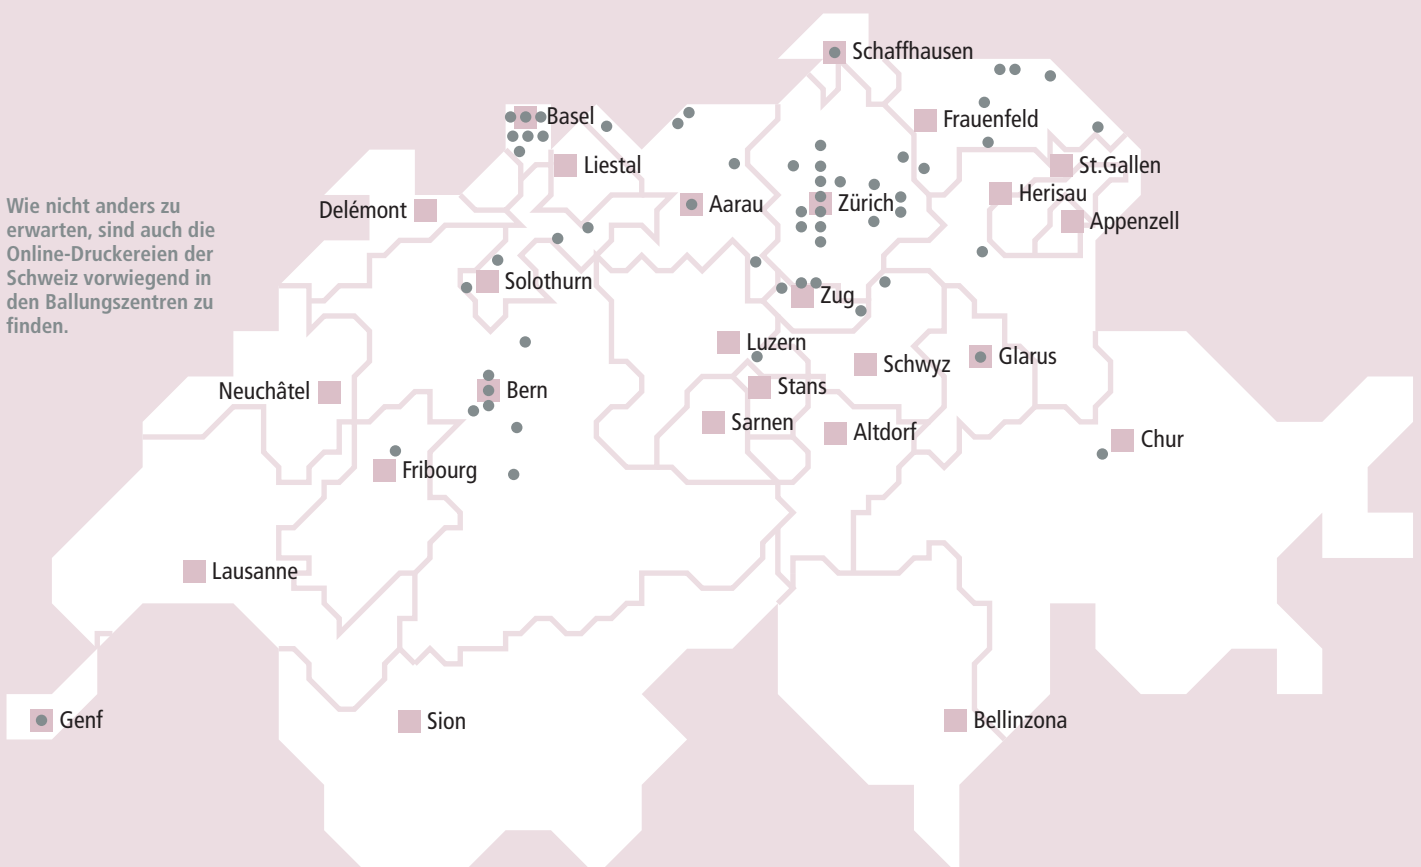 Schaffhausen
Basel
Frauenfeld
Liestal
St.Gallen
Herisau
Delémont
Aarau
Zürich
Appenzell
Wie nicht anders zu
erwarten, sind auch die
Online-Druckereien der
Schweiz vorwiegend in
den Ballungszentren zu
finden.
Solothurn
Zug
Luzern
Glarus
Schwyz
Neuchâtel
Bern
Stans
Sarnen
Altdorf
Chur
Fribourg
Lausanne
Genf
Sion
Bellinzona